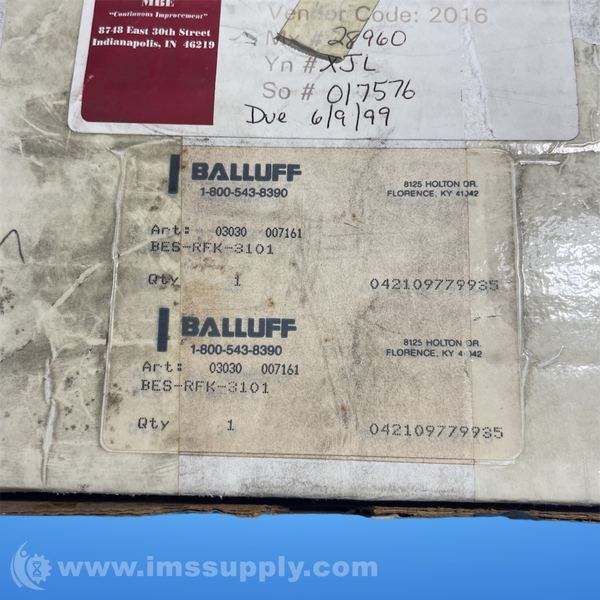 MBE
"Continuous Improvement"
8748 East 30th Street
Indianapolis, IN 46219
Vendor Code: 2016
# 28960
Yn # XJL
So # 017576
Due 6/9/99
BALLUFF
1-800-543-8390
8125 HOLTON DR.
FLORENCE, KY 41042
Art: 03030 007161
BES-RFK-3101
Qty 1
042109779935
BALLUFF
1-800-543-8390
8125 HOLTON DR.
FLORENCE, KY 41042
Art: 03030 007161
BES-RFK-3101
Qty 1
042109779935
www.imssupply.com